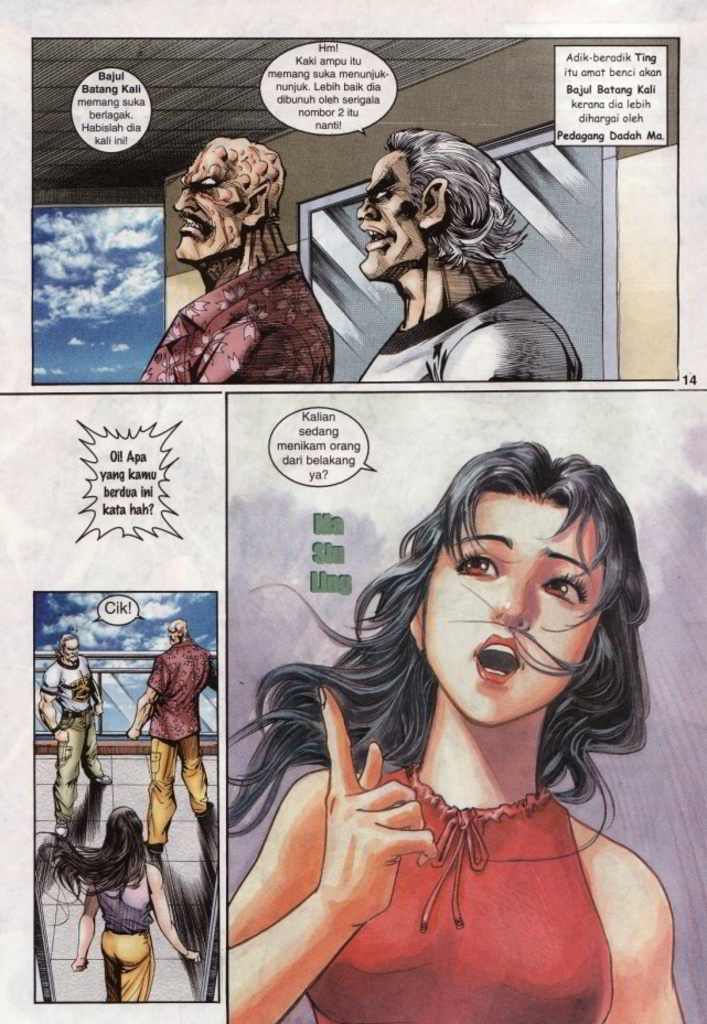 Bajul
Batang Kali
memang suka
berlagak.
Habislah dia
kali ini!
Hm!
Kaki ampu itu
memang suka menunjuk-
nunjuk. Lebih baik dia
dibunuh oleh serigala
nombor 2 itu
nanti!
Adik-beradik Ting
itu amat benci akan
Bajul Batang Kali
kerana dia lebih
dihargai oleh
Pedagang Dadah Ma.
14
Oi! Apa
yang kamu
berdua ini
kata hah?
Cik!
Kalian
sedang
menikam orang
dari belakang
ya?
Ma
Siu
Ling